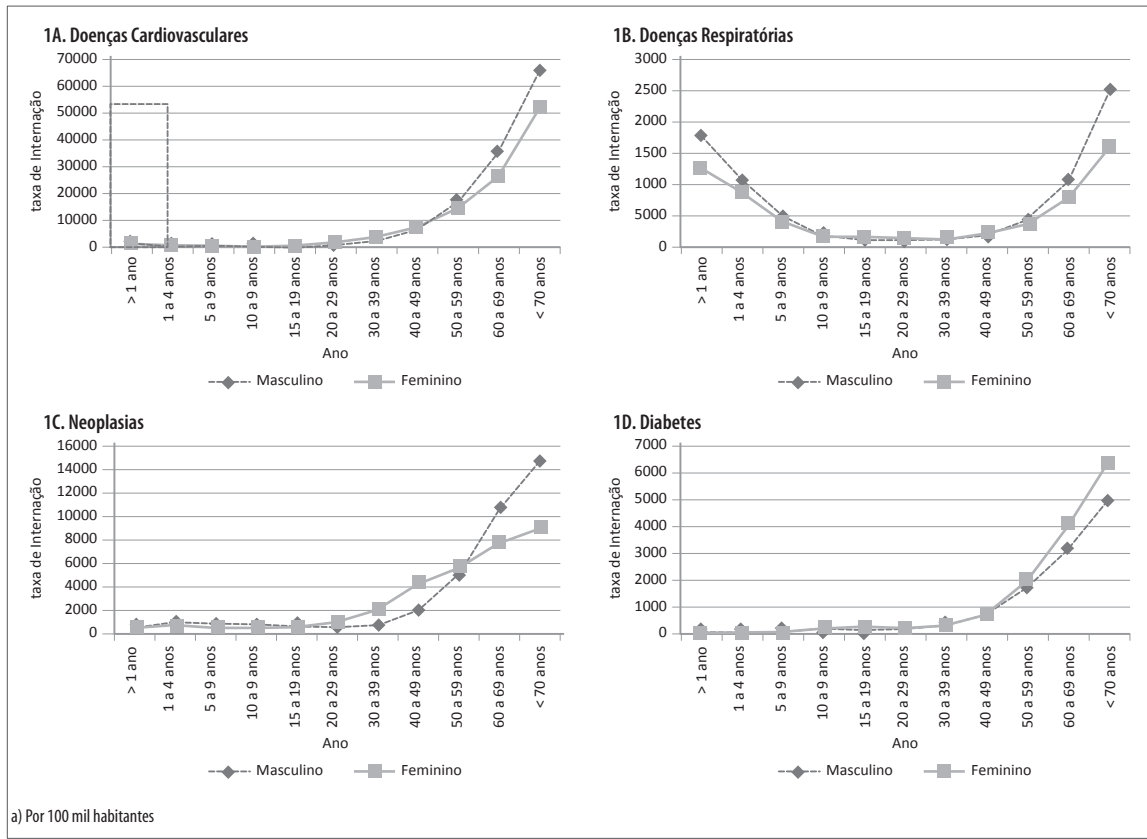 1A. Doenças Cardiovasculares
taxa de Internação
70000
60000
50000
40000
30000
20000
10000
0
> 1 ano
1 a 4 anos
5 a 9 anos
10 a 9 anos
15 a 19 anos
20 a 29 anos
30 a 39 anos
40 a 49 anos
50 a 59 anos
60 a 69 anos
< 70 anos
Ano
Masculino Feminino
1B. Doenças Respiratórias
taxa de Internação
3000
2500
2000
1500
1000
5000
0
> 1 ano
1 a 4 anos
5 a 9 anos
10 a 9 anos
15 a 19 anos
20 a 29 anos
30 a 39 anos
40 a 49 anos
50 a 59 anos
60 a 69 anos
< 70 anos
Ano
Masculino Feminino
1C. Neoplasias
taxa de Internação
16000
14000
12000
10000
8000
6000
4000
2000
0
> 1 ano
1 a 4 anos
5 a 9 anos
10 a 9 anos
15 a 19 anos
20 a 29 anos
30 a 39 anos
40 a 49 anos
50 a 59 anos
60 a 69 anos
< 70 anos
Ano
Masculino Feminino
1D. Diabetes
taxa de Internação
7000
6000
5000
4000
3000
2000
1000
0
> 1 ano
1 a 4 anos
5 a 9 anos
10 a 9 anos
15 a 19 anos
20 a 29 anos
30 a 39 anos
40 a 49 anos
50 a 59 anos
60 a 69 anos
< 70 anos
Ano
Masculino Feminino
a) Por 100 mil habitantes